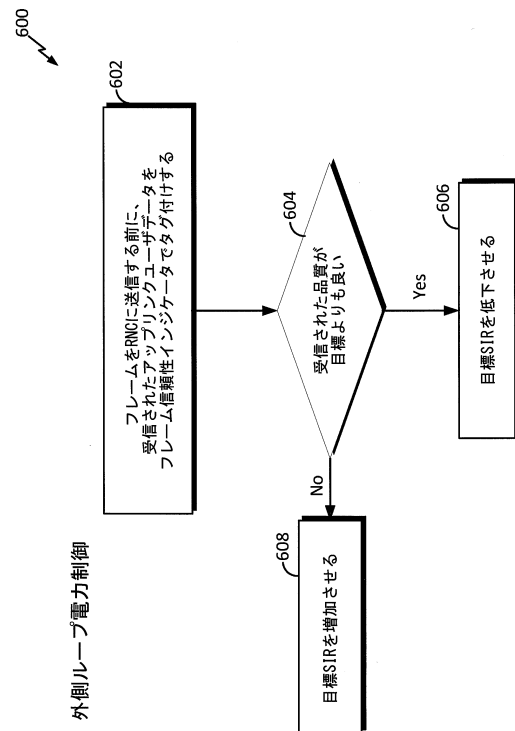 外側ループ電力制御
600
602
フレームをRNCに送信する前に、
受信されたアップリンクユーザデータを
フレーム信頼性インジケータでタグ付けする
604
受信された品質が
目標よりも良い
No
Yes
608
目標SIRを増加させる
606
目標SIRを低下させる